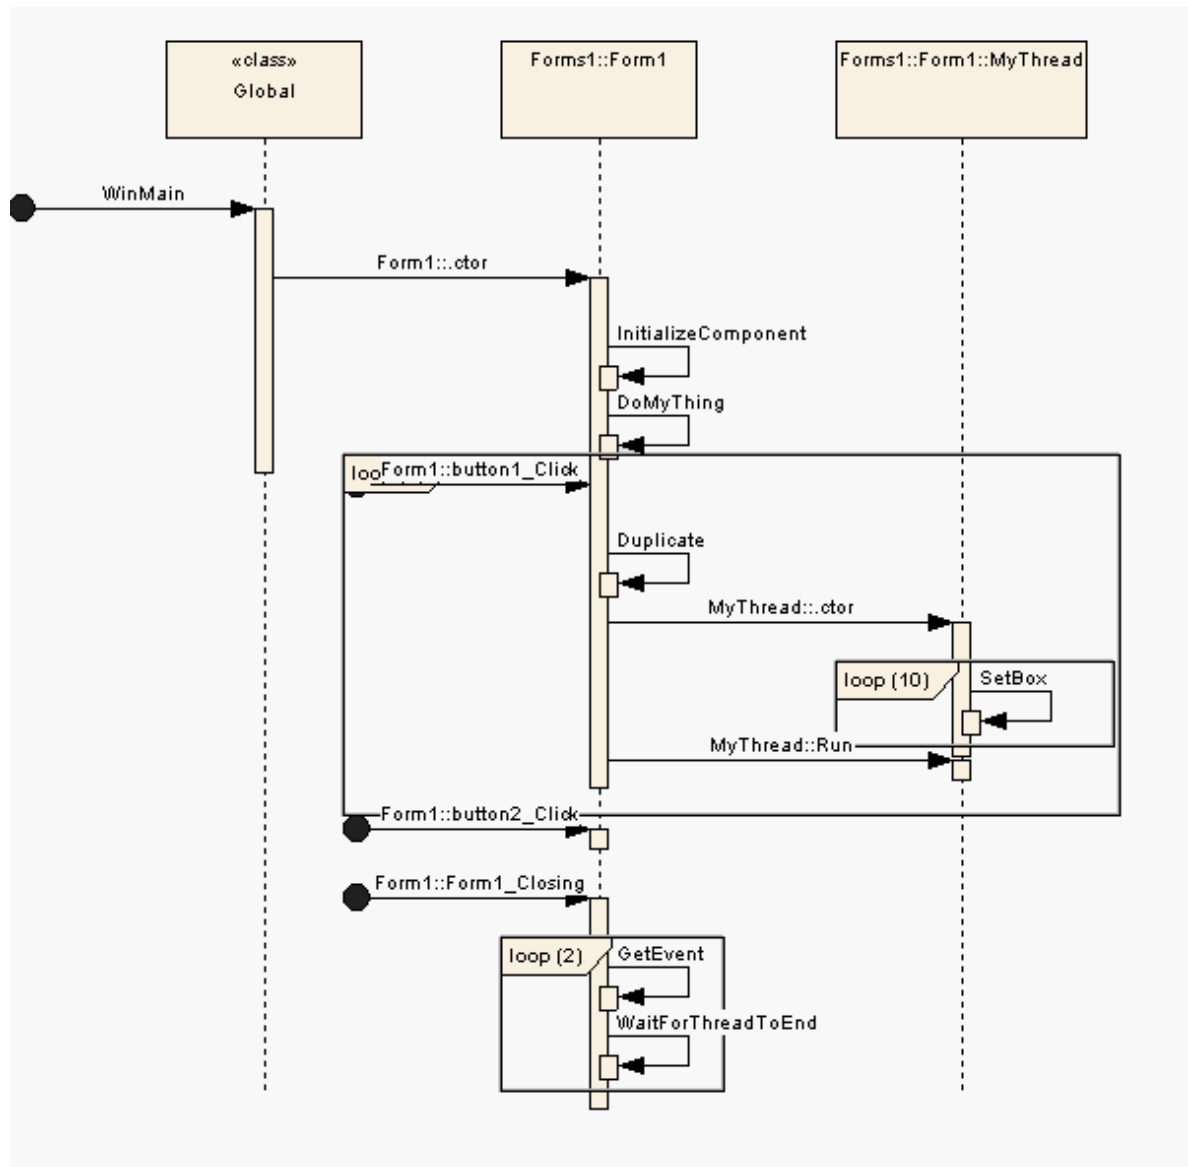 «class»
Global
Forms1::Form1
Forms1::Form1::MyThread
WinMain
Form1::.ctor
InitializeComponent
DoMyThing
Form1::button1_Click
Duplicate
MyThread::.ctor
loop (10)
SetBox
MyThread::Run
Form1::button2_Click
Form1::Form1_Closing
loop (2)
GetEvent
WaitForThreadToEnd